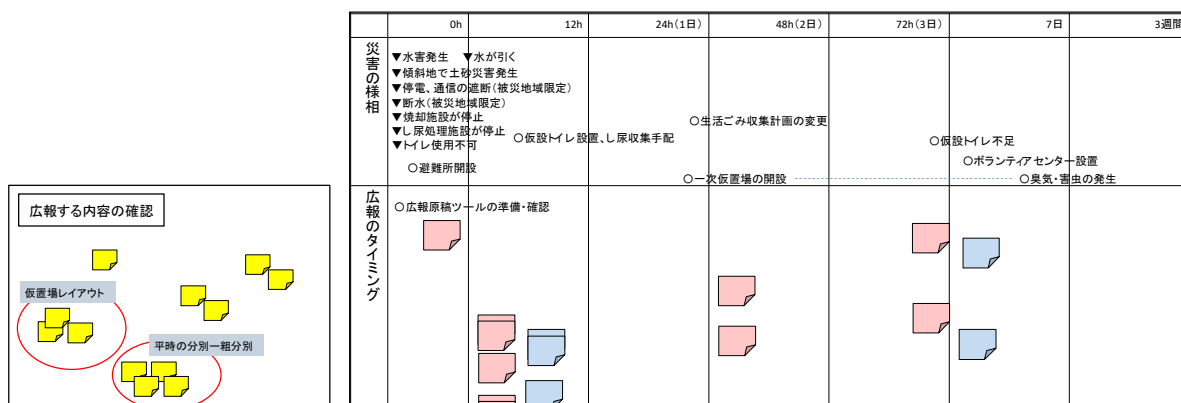 0h 12h 24h(1日) 48h(2日) 72h(3日) 7日 3週間
災害の様相
▼水害発生 ▼水が引く
▼傾斜地で土砂災害発生
▼停電、通信の遮断(被災地域限定)
▼断水(被災地域限定)
▼焼却施設が停止
▼し尿処理施設が停止
▼トイレ使用不可
○避難所開設
○仮設トイレ設置、し尿収集手配
○生活ごみ収集計画の変更
○一次仮置場の開設
○仮設トイレ不足
○ボランティアセンター設置
○臭気・害虫の発生
広報のタイミング
○広報原稿ツールの準備・確認
広報する内容の確認
仮置場レイアウト
平時の分別ー粗分別